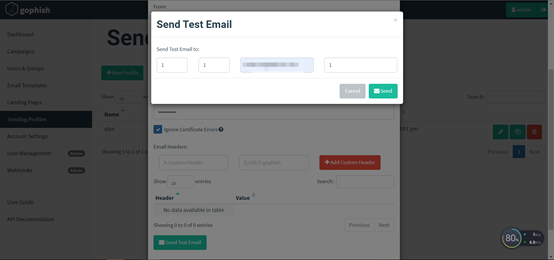 gophish
From:
admin
Send Test Email
×
Send Test Email to:
1
1
1
Cancel
Send
Dashboard
Campaigns
Users & Groups
Email Templates
Landing Pages
Sending Profiles
Account Settings
User Management
Webhooks
User Guide
API Documentation
Sen
New Profile
Show
Search:
Name
Showing 1 to 1 of 1
Previous
1
Next
Ignore Certificate Errors
Email Headers:
X-Custom-Header
{{.URL}}-gophish
+ Add Custom Header
Show 10 entries
Search:
Header
Value
No data available in table
Showing 0 to 0 of 0 entries
Previous
Next
Send Test Email
80%